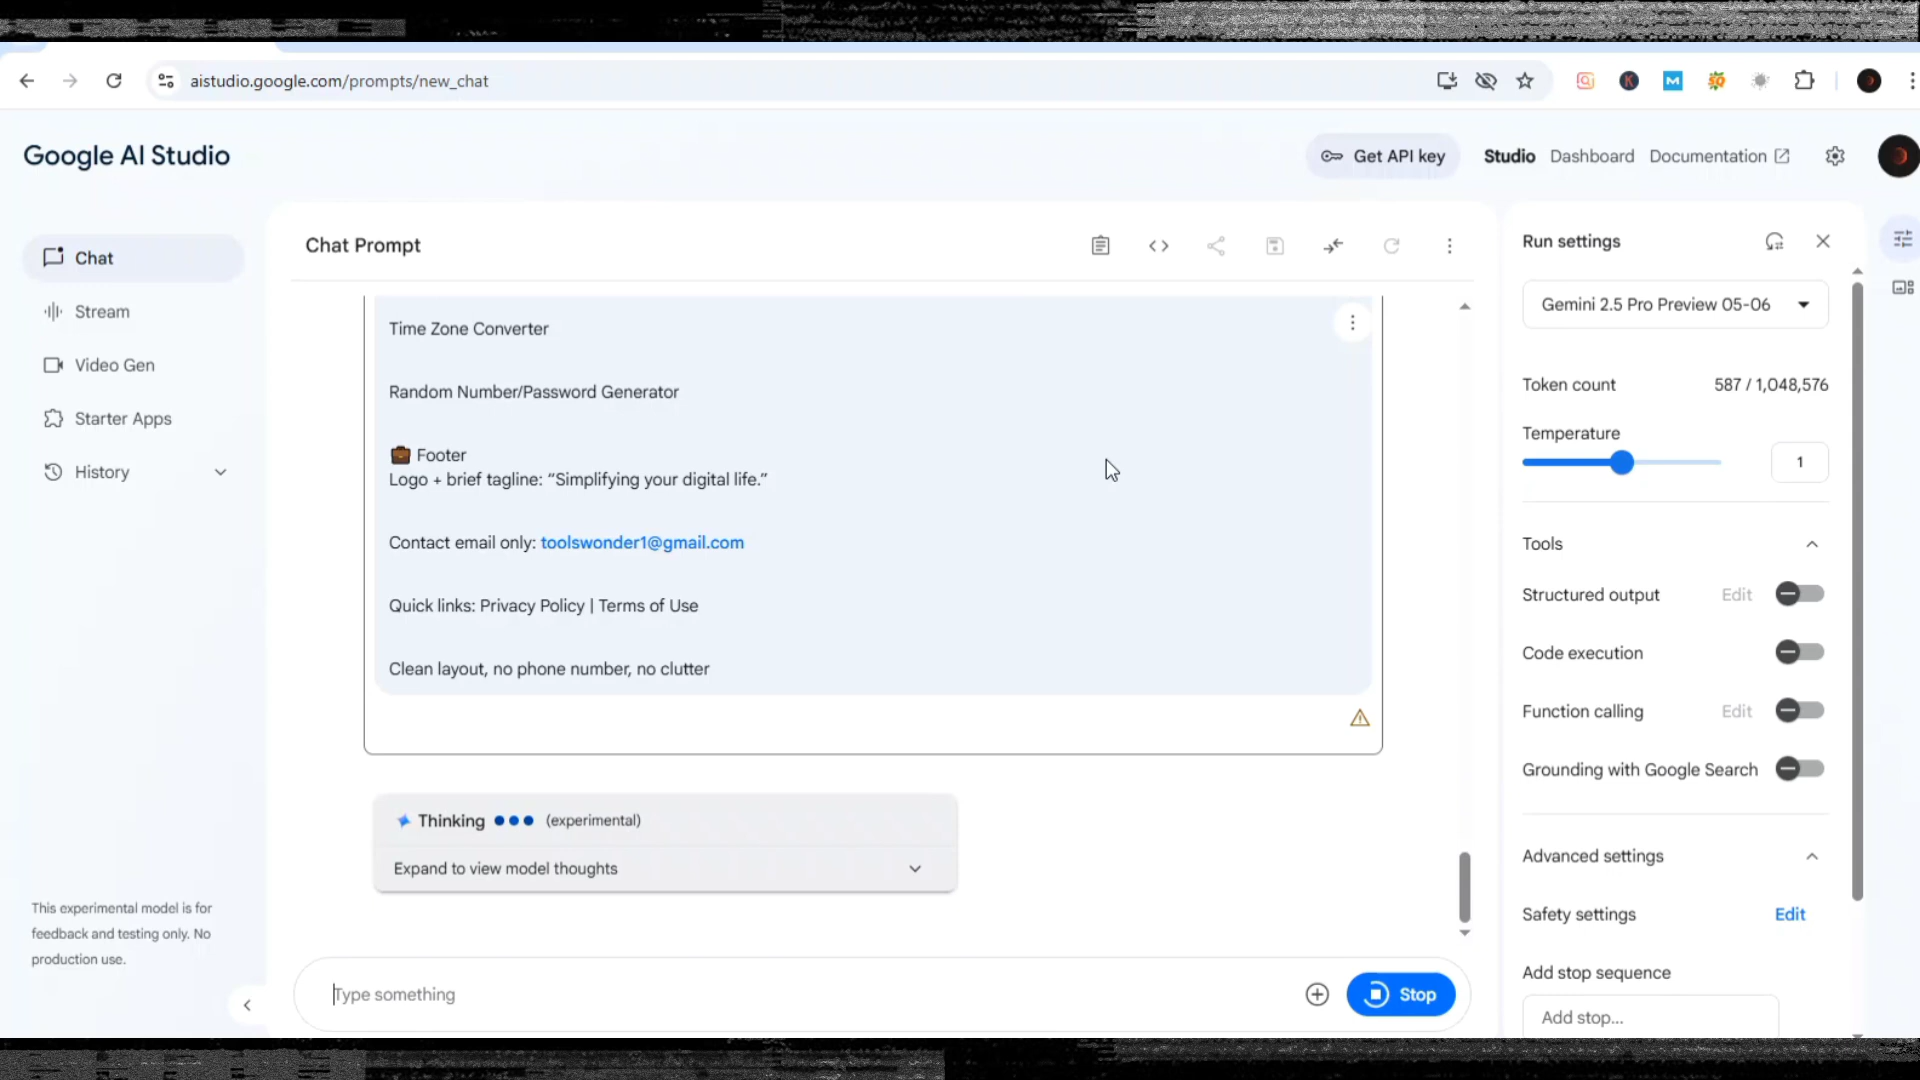 aistudio.google.com/prompts/new_chat
Google AI Studio
Get API key
Studio
Dashboard
Documentation
Chat
Stream
Video Gen
Starter Apps
History
This experimental model is for
feedback and testing only. No
production use.
Chat Prompt
Time Zone Converter
Random Number/Password Generator
💼 Footer
Logo + brief tagline: “Simplifying your digital life.”
Contact email only: toolswonder1@gmail.com
Quick links: Privacy Policy | Terms of Use
Clean layout, no phone number, no clutter
Thinking (experimental)
Expand to view model thoughts
Type something
Stop
Run settings
Gemini 2.5 Pro Preview 05-06
Token count 587 / 1,048,576
Temperature
1
Tools
Structured output Edit
Code execution
Function calling Edit
Grounding with Google Search
Advanced settings
Safety settings Edit
Add stop sequence
Add stop...